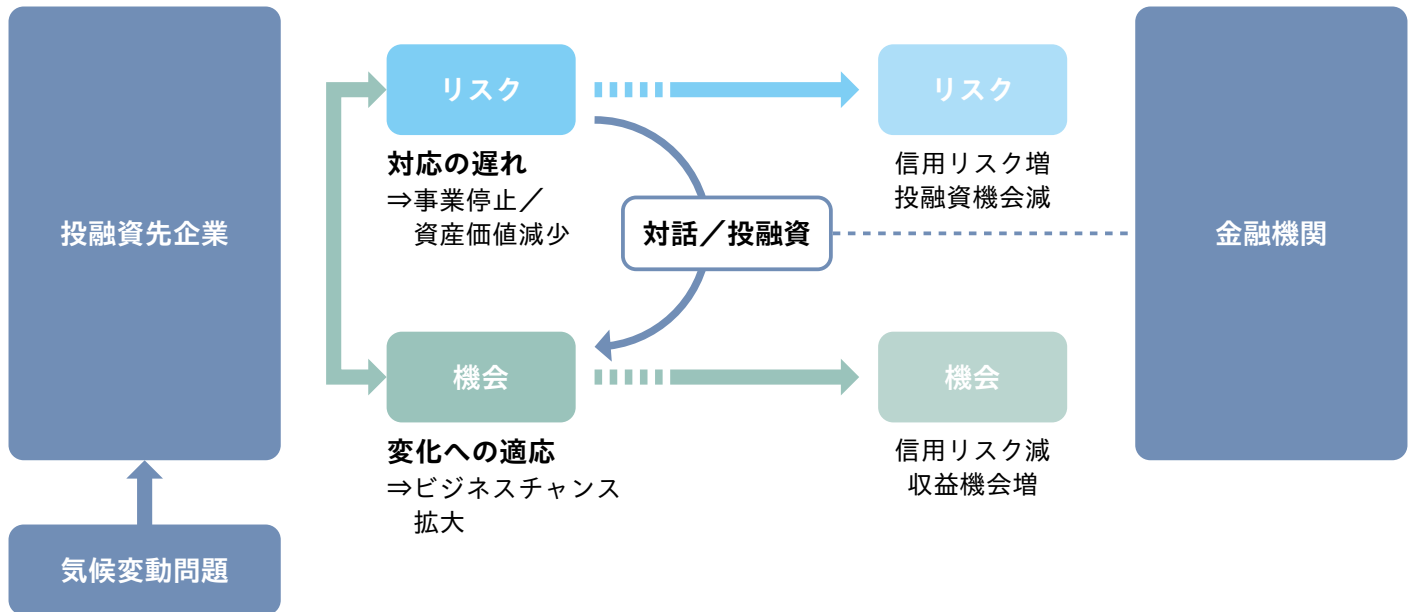 投融資先企業
気候変動問題
リスク
対応の遅れ
⇒事業停止／
資産価値減少
機会
変化への適応
⇒ビジネスチャンス
拡大
対話／投融資
リスク
信用リスク増
投融資機会減
機会
信用リスク減
収益機会増
金融機関